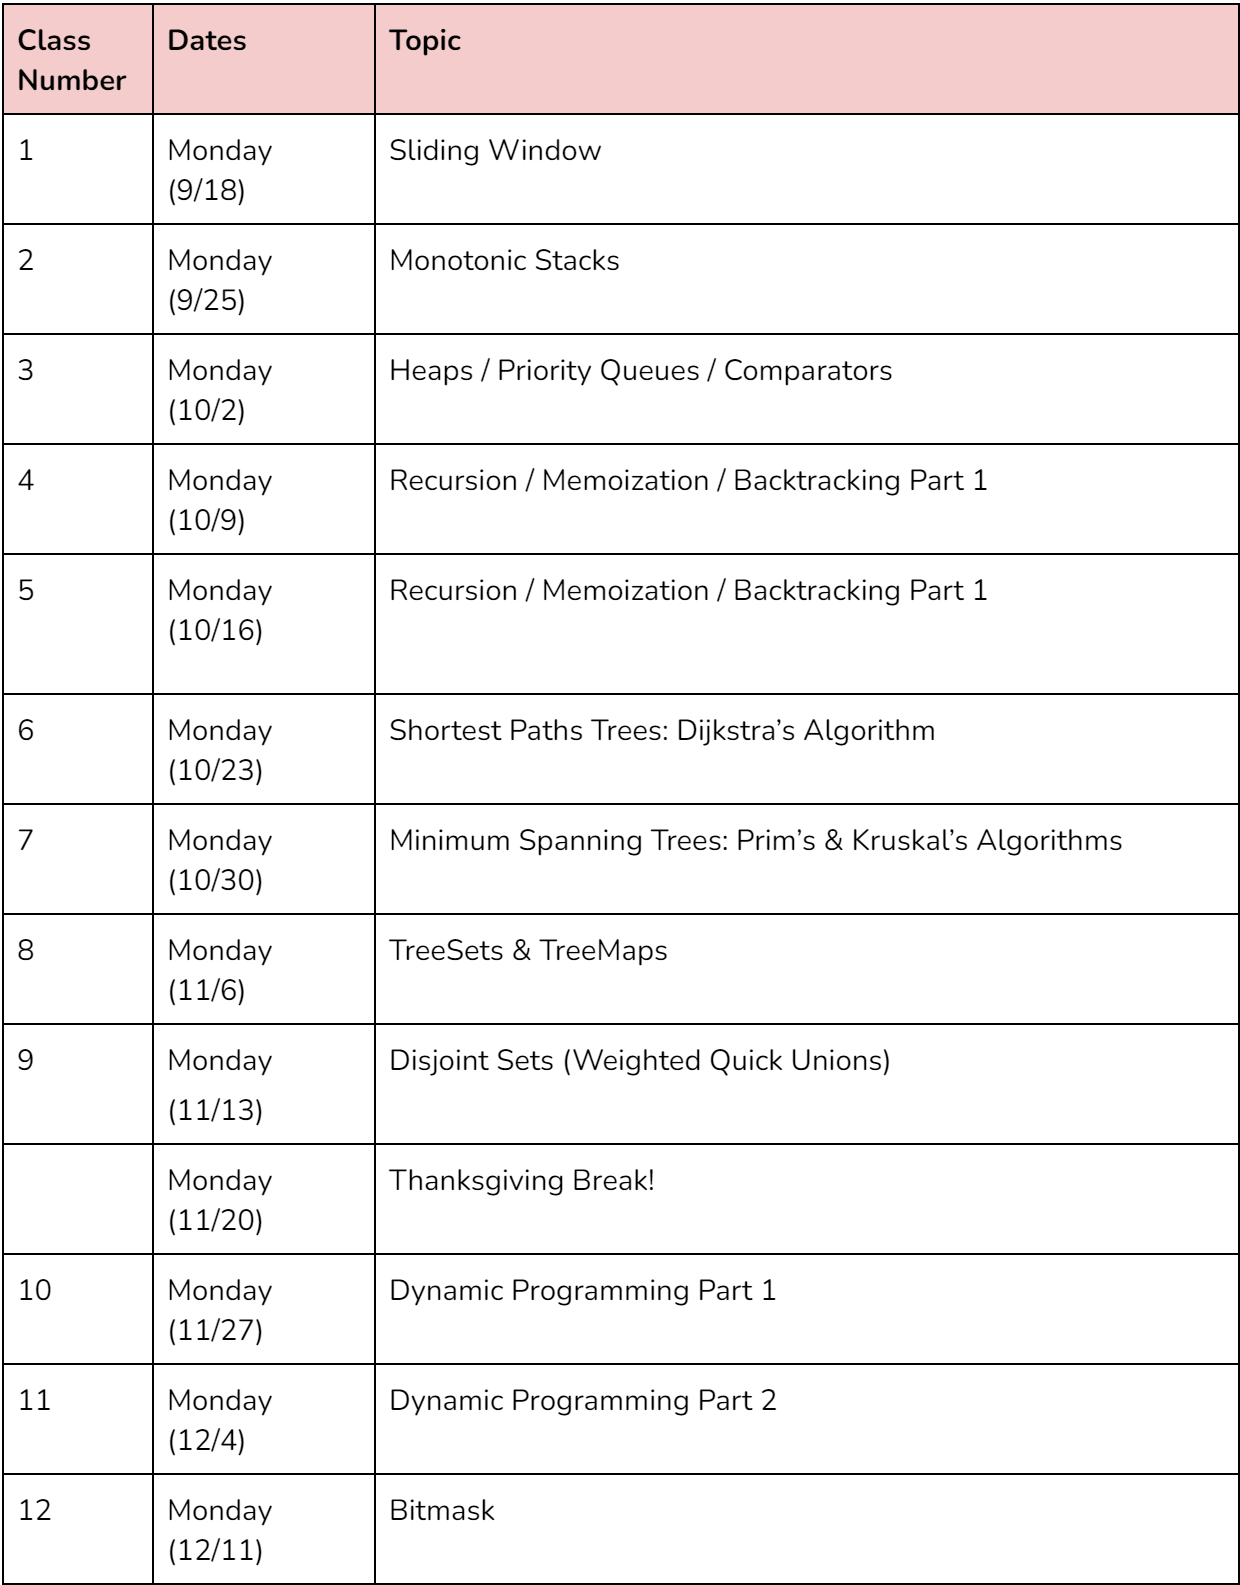 Class Number
Dates
Topic
1
Monday
(9/18)
Sliding Window
2
Monday
(9/25)
Monotonic Stacks
3
Monday
(10/2)
Heaps / Priority Queues / Comparators
4
Monday
(10/9)
Recursion / Memoization / Backtracking Part 1
5
Monday
(10/16)
Recursion / Memoization / Backtracking Part 1
6
Monday
(10/23)
Shortest Paths Trees: Dijkstra’s Algorithm
7
Monday
(10/30)
Minimum Spanning Trees: Prim’s & Kruskal’s Algorithms
8
Monday
(11/6)
TreeSets & TreeMaps
9
Monday
(11/13)
Disjoint Sets (Weighted Quick Unions)
Monday
(11/20)
Thanksgiving Break!
10
Monday
(11/27)
Dynamic Programming Part 1
11
Monday
(12/4)
Dynamic Programming Part 2
12
Monday
(12/11)
Bitmask